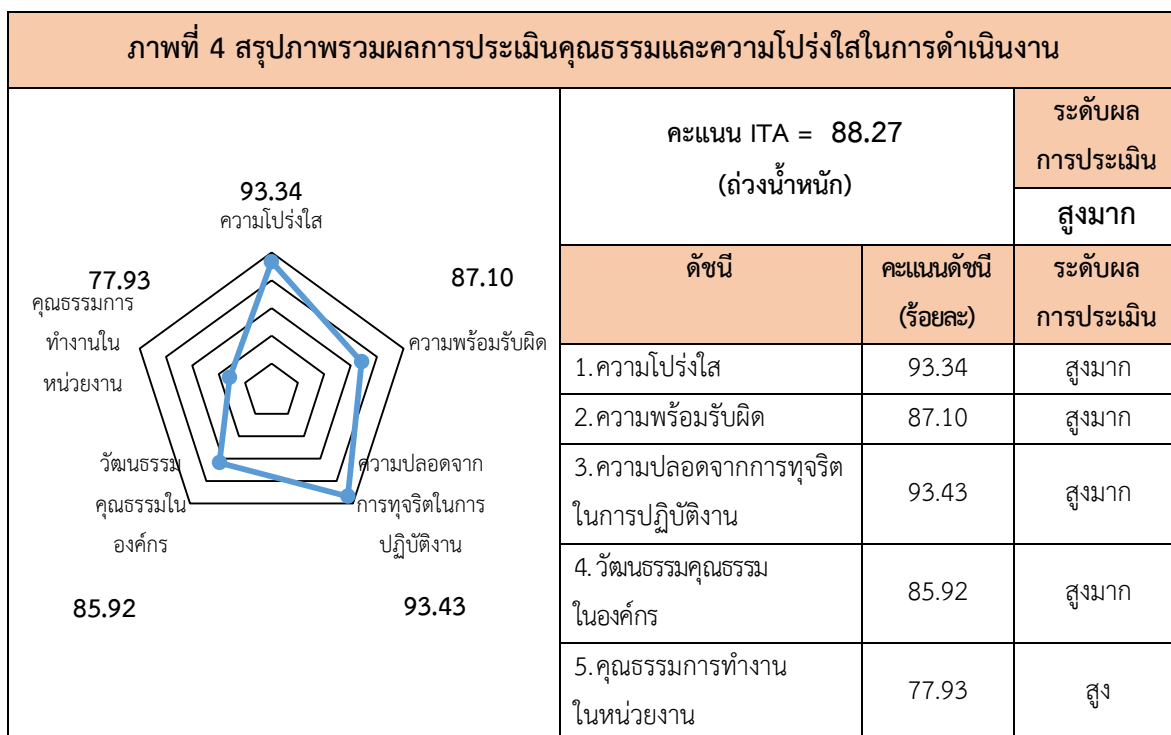 ภาพที่ 4 สรุปภาพรวมผลการประเมินคุณธรรมและความโปร่งใสในการดำเนินงาน
93.34
ความโปร่งใส
87.10
ความพร้อมรับผิด
77.93
คุณธรรมการ
ทำงานใน
หน่วยงาน
วัฒนธรรม
คุณธรรมใน
องค์กร
85.92
ความปลอดจาก
การทุจริตในการ
ปฏิบัติงาน
93.43
คะแนน ITA = 88.27
(ถ่วงน้ำหนัก)
ระดับผล
การประเมิน
สูงมาก
ดัชนี
คะแนนดัชนี
(ร้อยละ)
ระดับผล
การประเมิน
1.ความโปร่งใส 93.34 สูงมาก
2.ความพร้อมรับผิด 87.10 สูงมาก
3.ความปลอดจากการทุจริต
ในการปฏิบัติงาน
93.43 สูงมาก
4. วัฒนธรรมคุณธรรม
ในองค์กร
85.92 สูงมาก
5.คุณธรรมการทำงาน
ในหน่วยงาน
77.93 สูง